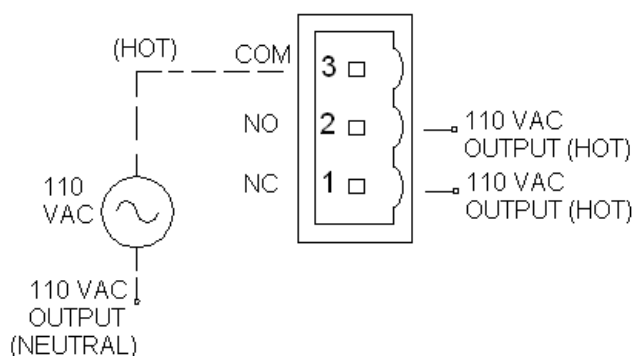 (HOT)
COM
3
NO
2
110 VAC
OUTPUT (HOT)
NC
1
110 VAC
OUTPUT (HOT)
110
VAC
110 VAC
OUTPUT
(NEUTRAL)